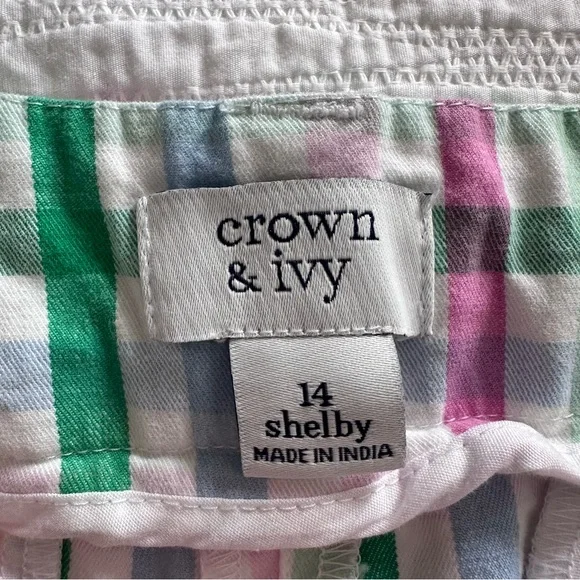 crown
& ivy
14
shelby
MADE IN INDIA